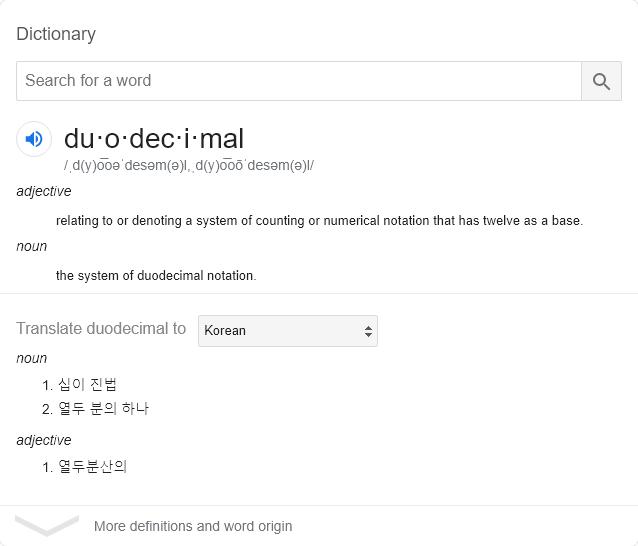 Dictionary
Search for a word
du·o·dec·i·mal
/ˌd(y)o͞oəˈdesəm(ə)l,ˌd(y)o͞oōˈdesəm(ə)l/
adjective
relating to or denoting a system of counting or numerical notation that has twelve as a base.
noun
the system of duodecimal notation.
Translate duodecimal to Korean
noun
1. 십이 진법
2. 열두 분의 하나
adjective
1. 열두분산의
More definitions and word origin